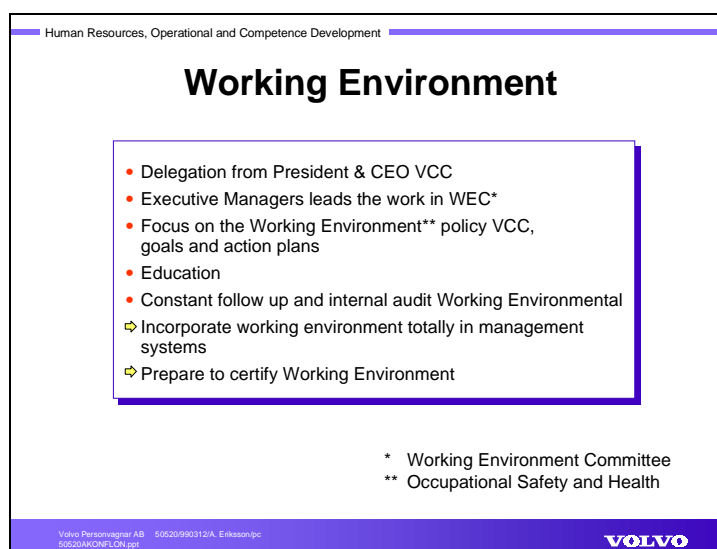 Human Resources, Operational and Competence Development
Working Environment
• Delegation from President & CEO VCC
• Executive Managers leads the work in WEC*
• Focus on the Working Environment** policy VCC,
goals and action plans
• Education
• Constant follow up and internal audit Working Environmental
⇨ Incorporate working environment totally in management
systems
⇨ Prepare to certify Working Environment
* Working Environment Committee
** Occupational Safety and Health
Volvo Personvagnar AB 50520/990312/A. Eriksson/pc
50520AKONFLON.ppt
VOLVO